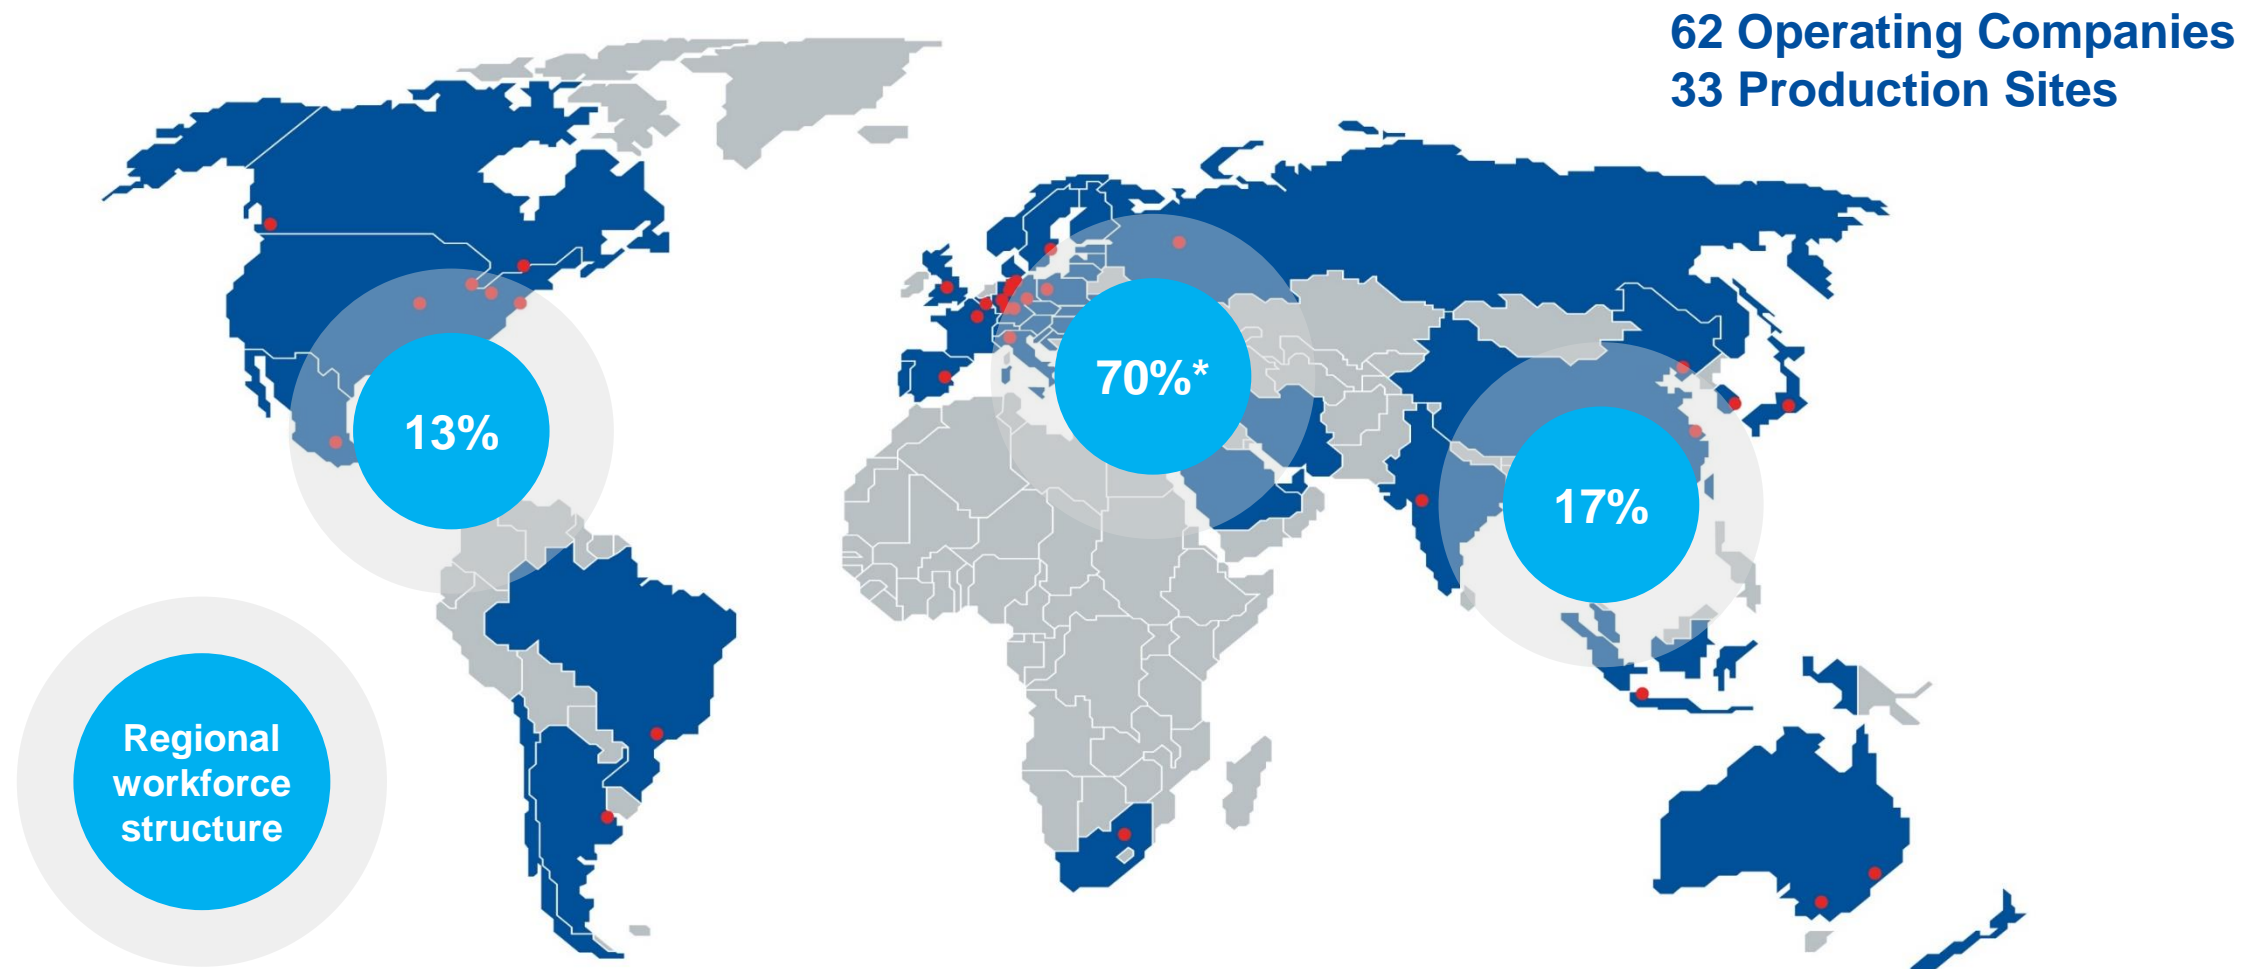 62 Operating Companies
33 Production Sites
13%
70%*
17%
Regional
workforce
structure